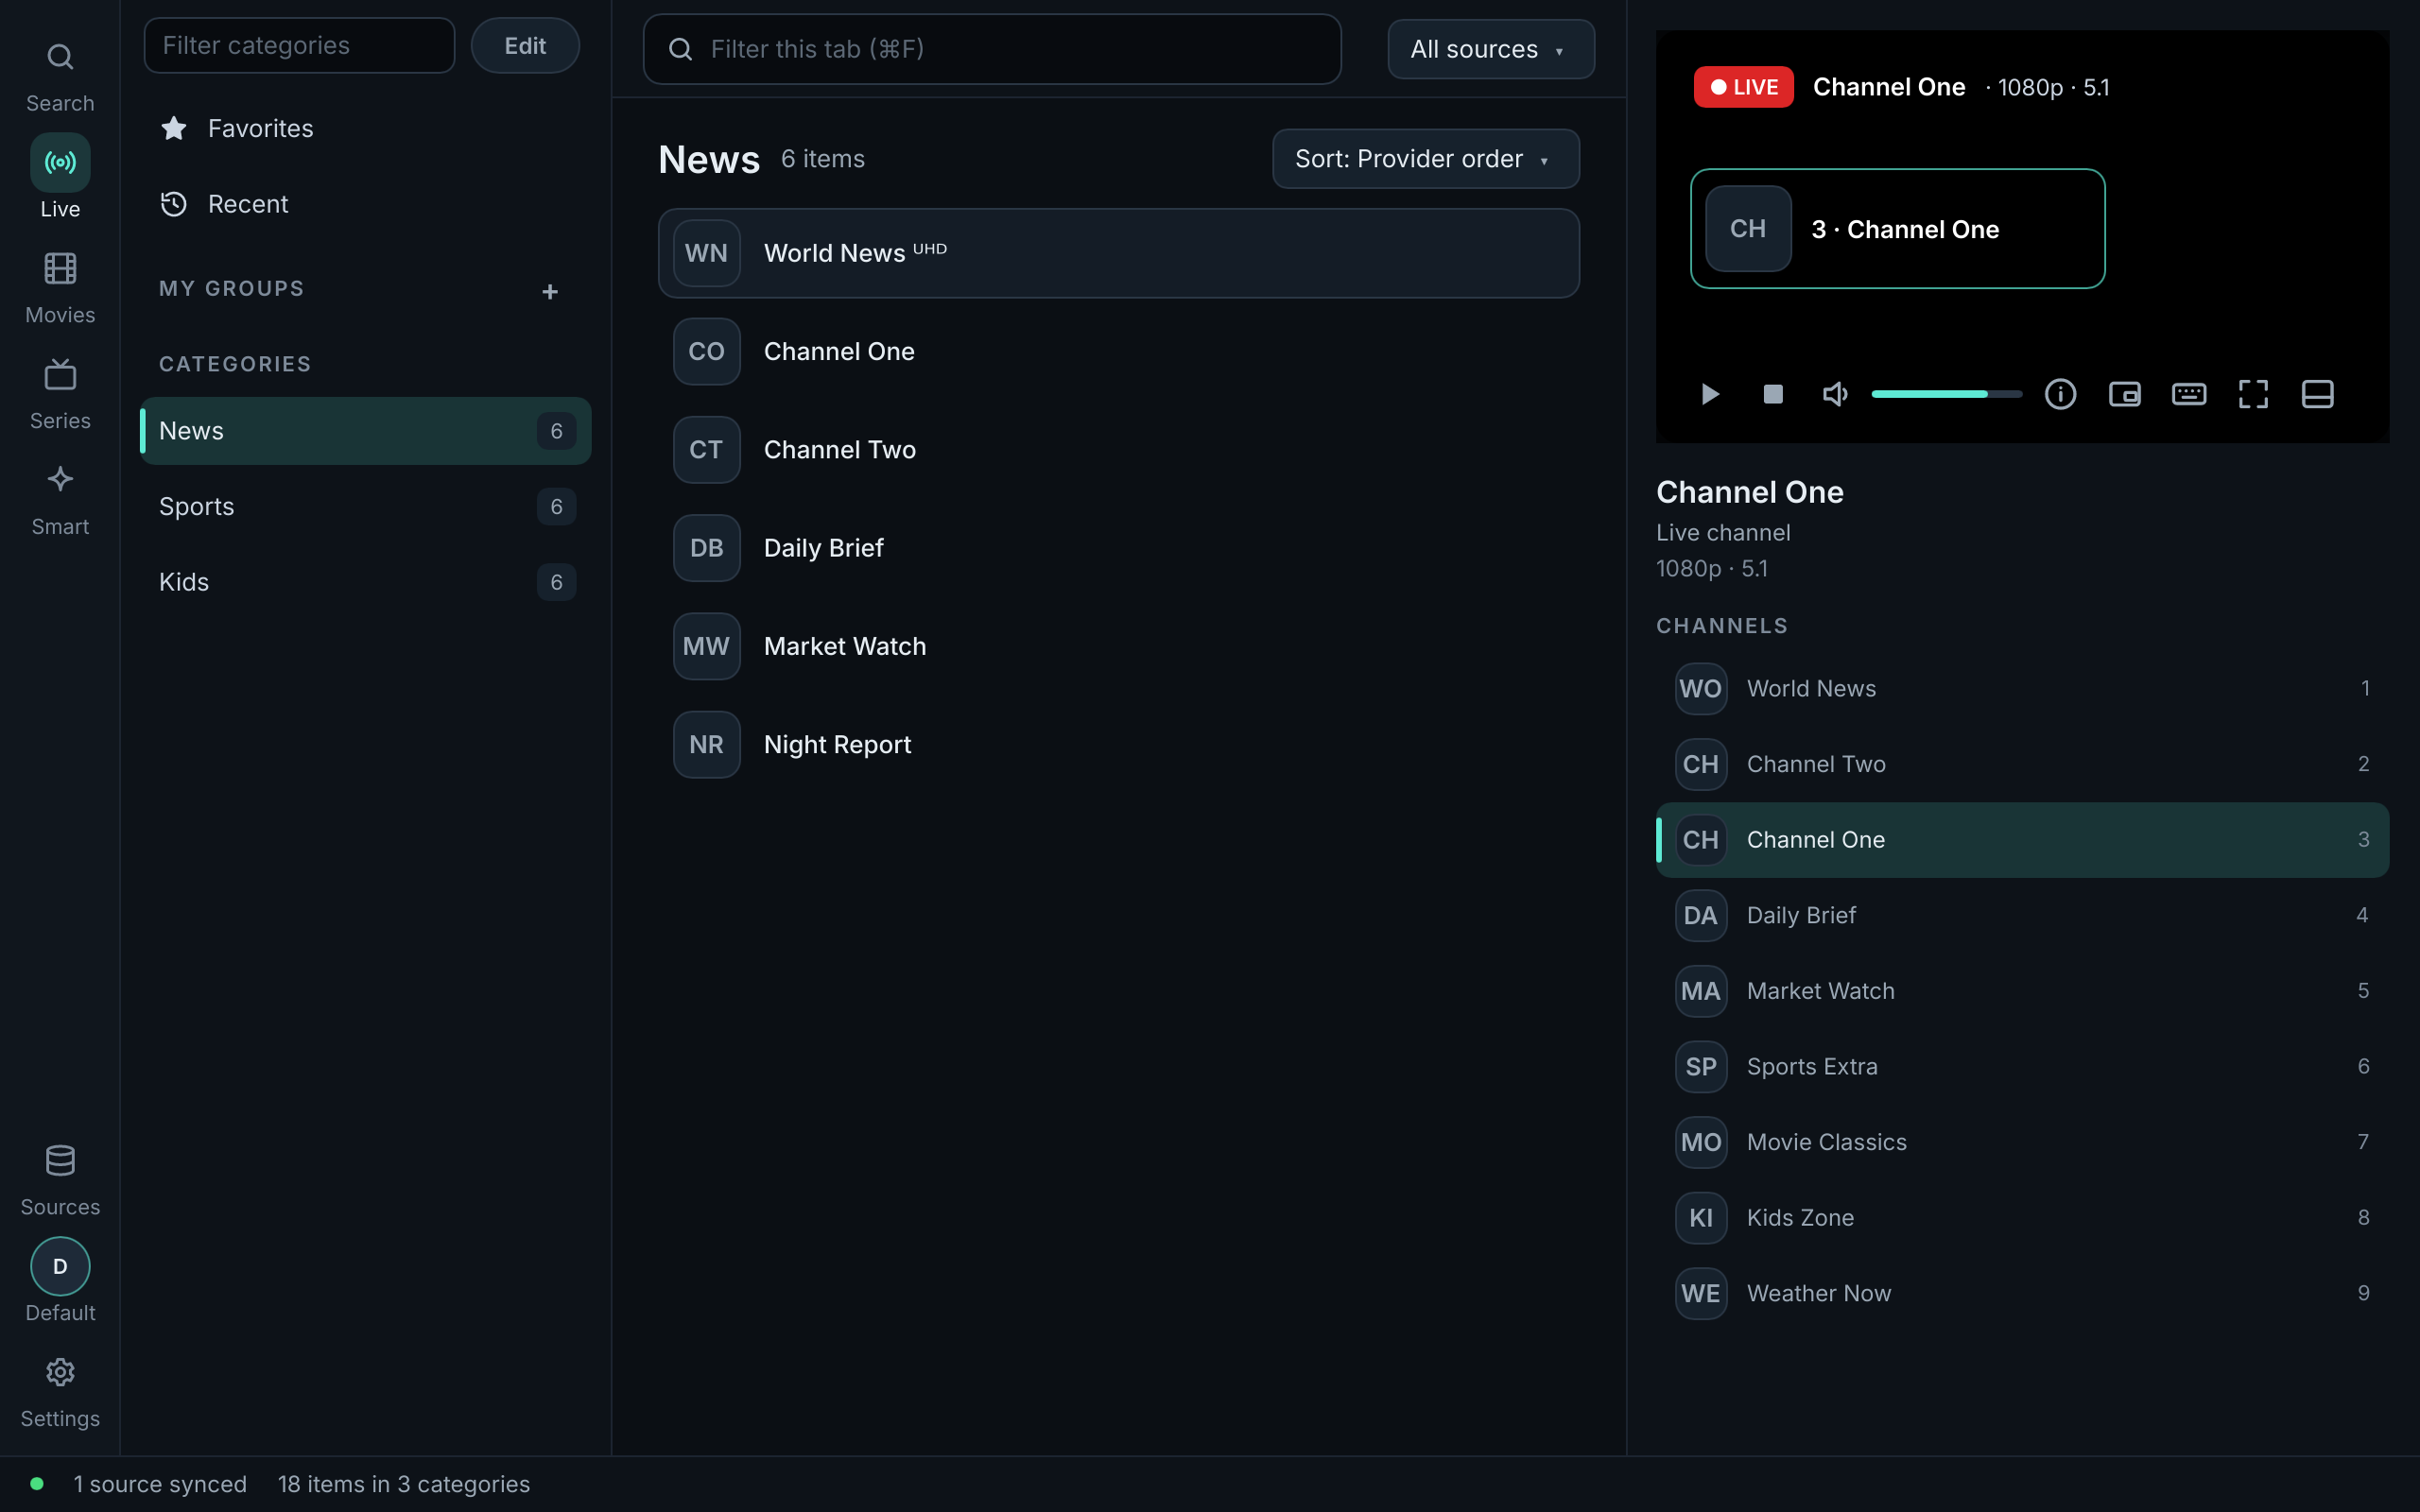 Search
Live
Movies
Series
Smart
Sources
D
Default
Settings
Filter categories
Edit
Favorites
Recent
MY GROUPS +
CATEGORIES
News 6
Sports 6
Kids 6
Filter this tab (⌘F)
All sources
News 6 items
Sort: Provider order
WN World News ᵁᴴᴰ
CO Channel One
CT Channel Two
DB Daily Brief
MW Market Watch
NR Night Report
LIVE Channel One · 1080p · 5.1
CH 3 · Channel One
Channel One
Live channel
1080p · 5.1
CHANNELS
WO World News 1
CH Channel Two 2
CH Channel One 3
DA Daily Brief 4
MA Market Watch 5
SP Sports Extra 6
MO Movie Classics 7
KI Kids Zone 8
WE Weather Now 9
1 source synced 18 items in 3 categories